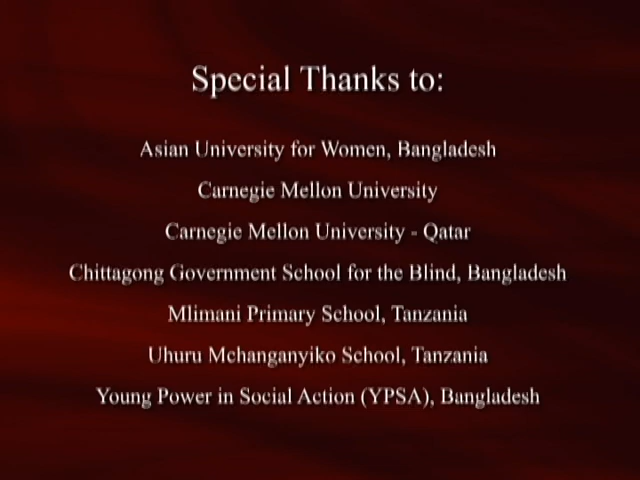 Special Thanks to:
Asian University for Women, Bangladesh
Carnegie Mellon University
Carnegie Mellon University - Qatar
Chittagong Government School for the Blind, Bangladesh
Mlimani Primary School, Tanzania
Uhuru Mchanganyiko School, Tanzania
Young Power in Social Action (YPSA), Bangladesh